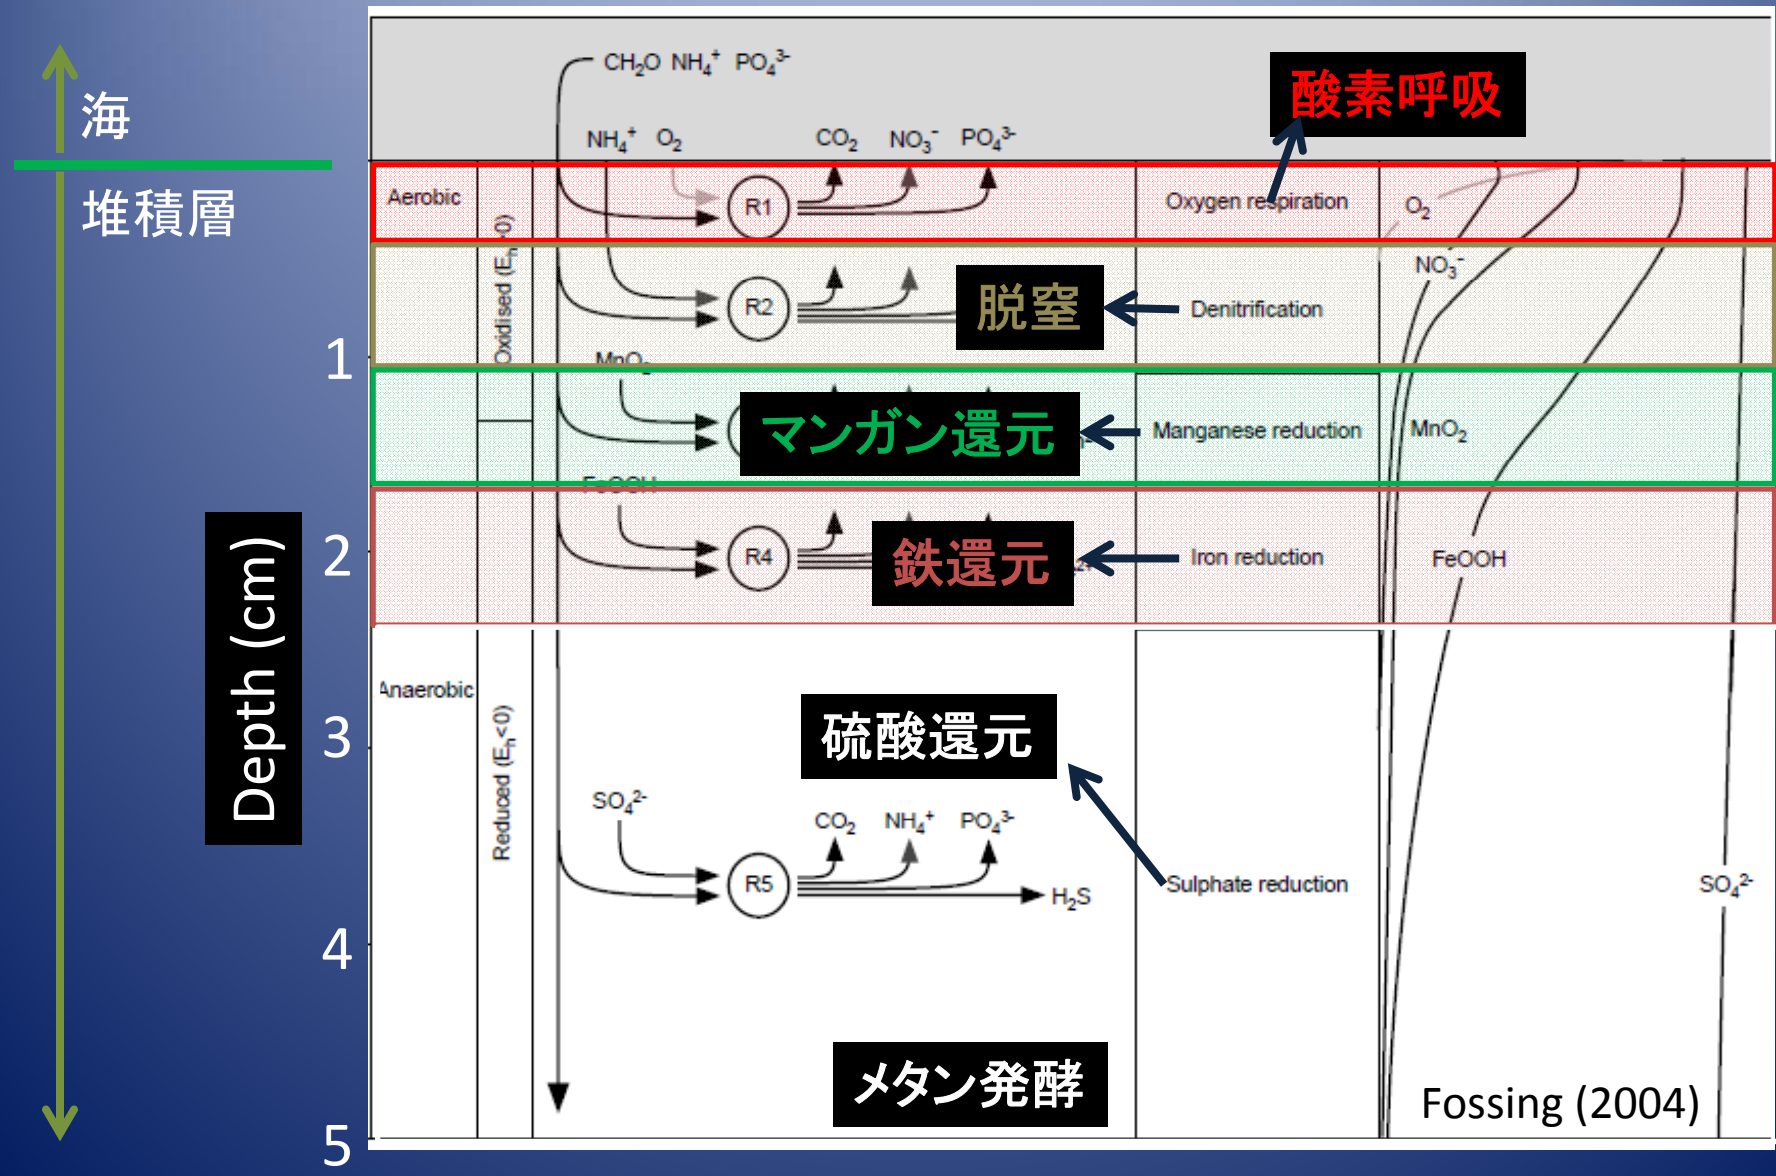 海
堆積層
Depth (cm)
1
2
3
4
5
CH₂O NH₄⁺ PO₄³⁻
NH₄⁺ O₂ CO₂ NO₃⁻ PO₄³⁻
酸素呼吸
Aerobic
Oxidised
R1
Oxygen respiration
O₂
R2
脱窒
Denitrification
NO₃⁻
マンガン還元
Manganese reduction
MnO₂
FeOOH
R4
鉄還元
Iron reduction
FeOOH
Anaerobic
Reduced (Eₕ<0)
硫酸還元
SO₄²⁻
CO₂ NH₄⁺ PO₄³⁻
R5
H₂S
Sulphate reduction
SO₄²⁻
メタン発酵
Fossing (2004)